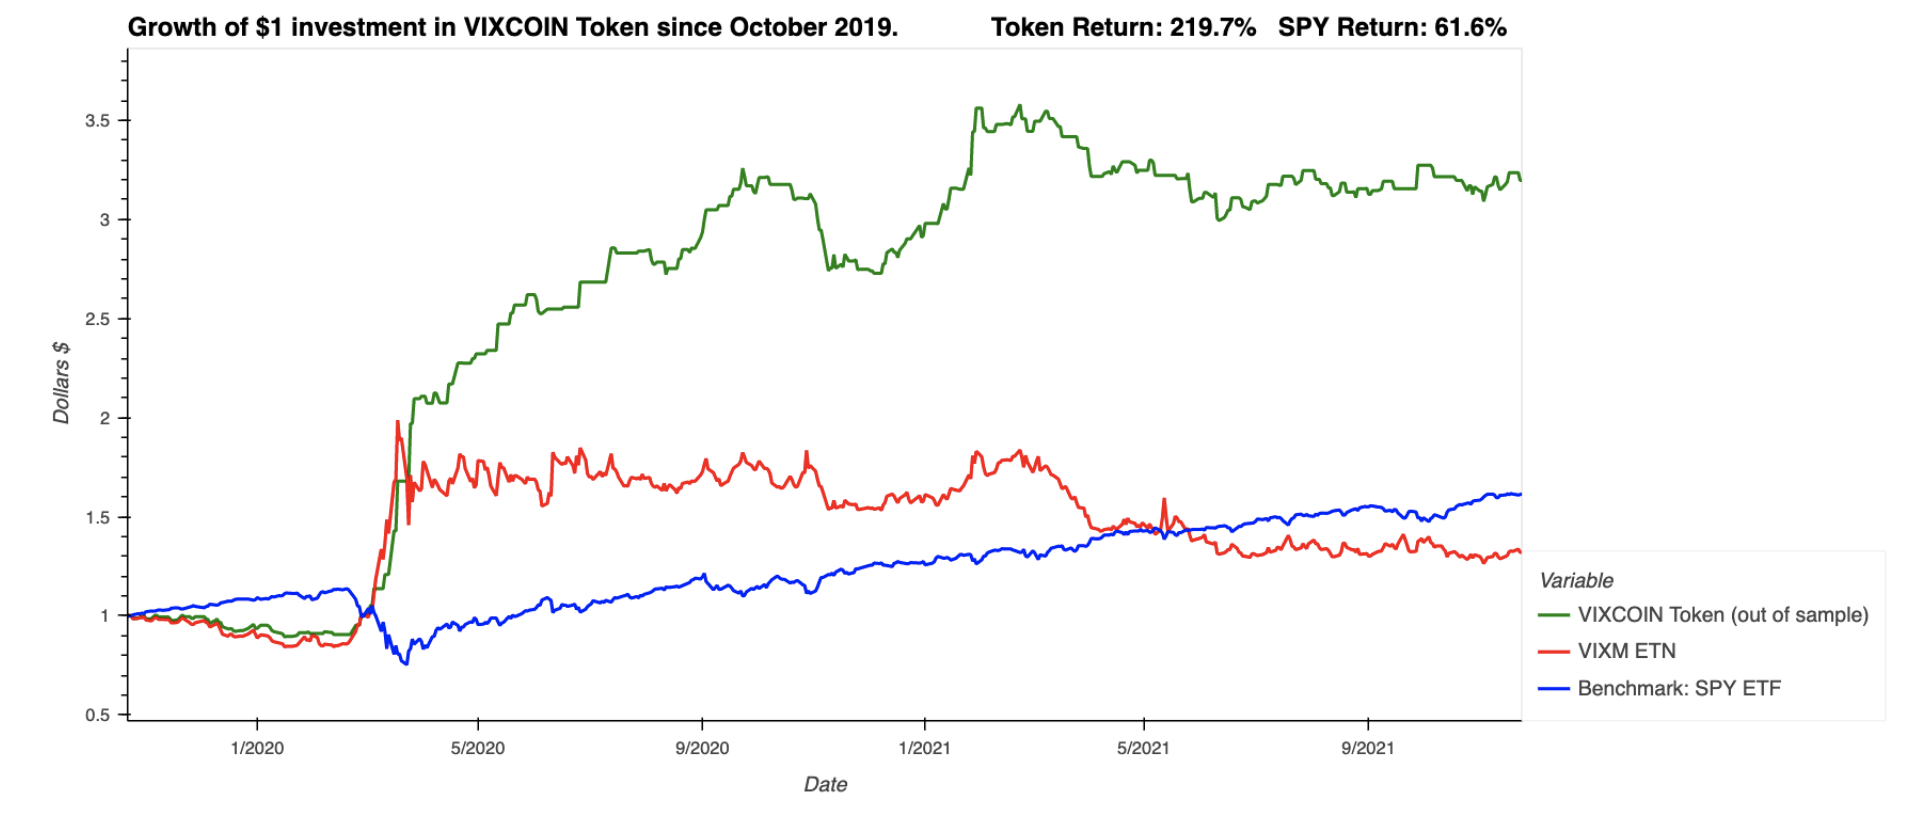 Growth of $1 investment in VIXCOIN Token since October 2019. Token Return: 219.7% SPY Return: 61.6%
Dollars $
3.5
3
2.5
2
1.5
1
0.5
1/2020 5/2020 9/2020 1/2021 5/2021 9/2021
Date
Variable
VIXCOIN Token (out of sample)
VIXM ETN
Benchmark: SPY ETF